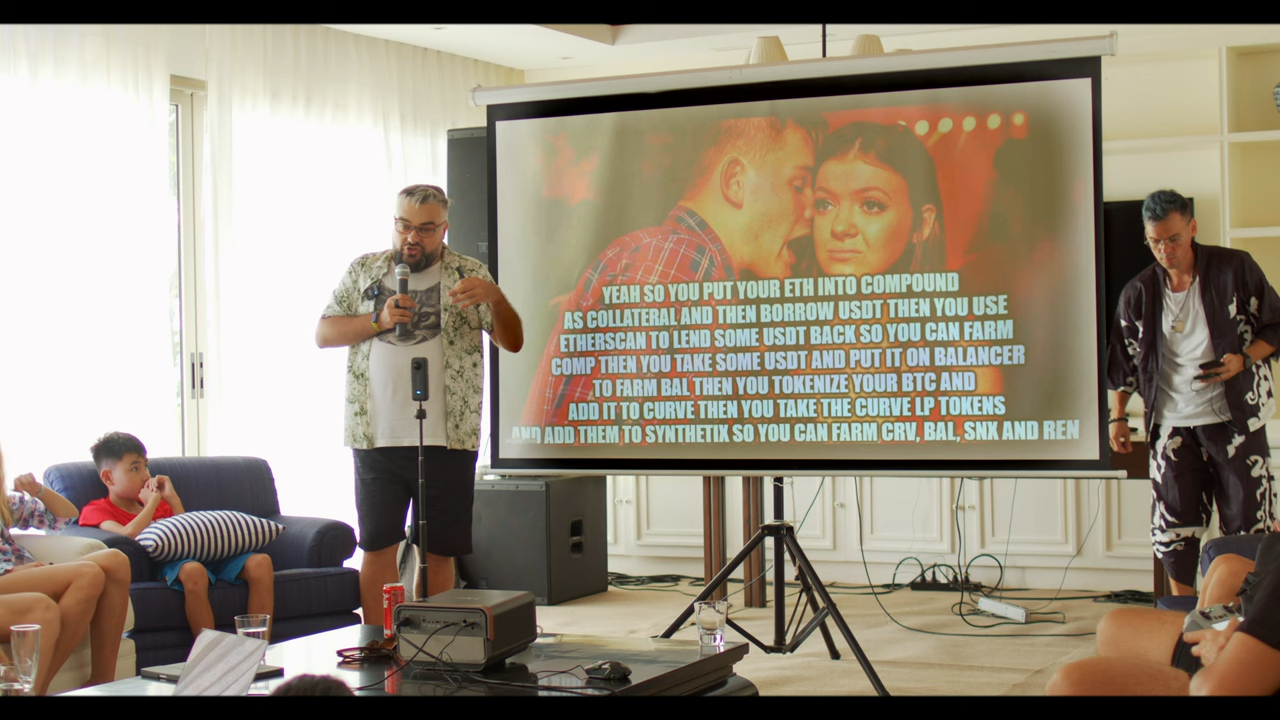 YEAH SO YOU PUT YOUR ETH INTO COMPOUND
AS COLLATERAL AND THEN BORROW USDT THEN YOU USE
ETHERSCAN TO LEND SOME USDT BACK SO YOU CAN FARM
COMP THEN YOU TAKE SOME USDT AND PUT IT ON BALANCER
TO FARM BAL THEN YOU TOKENIZE YOUR BTC AND
ADD IT TO CURVE THEN YOU TAKE THE CURVE LP TOKENS
AND ADD THEM TO SYNTHETIX SO YOU CAN FARM CRV, BAL, SNX AND REN